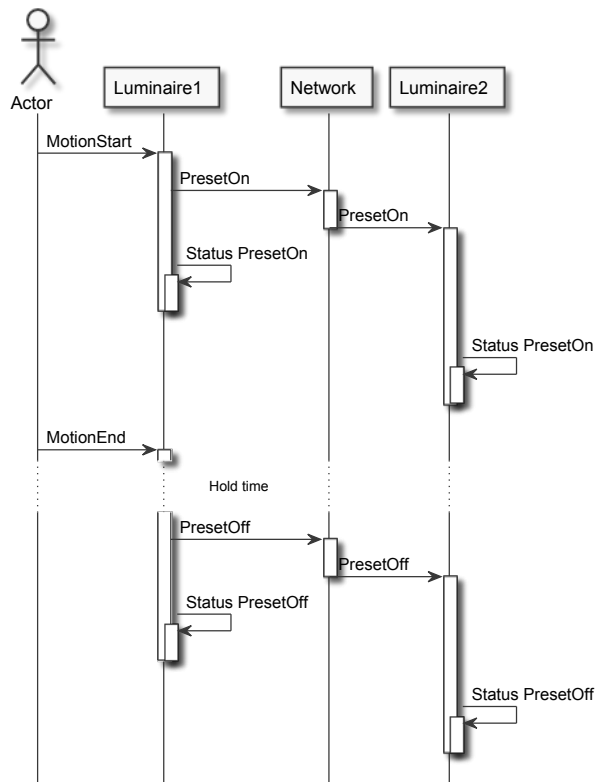 Actor
Luminaire1
Network
Luminaire2
MotionStart
PresetOn
PresetOn
Status PresetOn
Status PresetOn
MotionEnd
Hold time
PresetOff
PresetOff
Status PresetOff
Status PresetOff